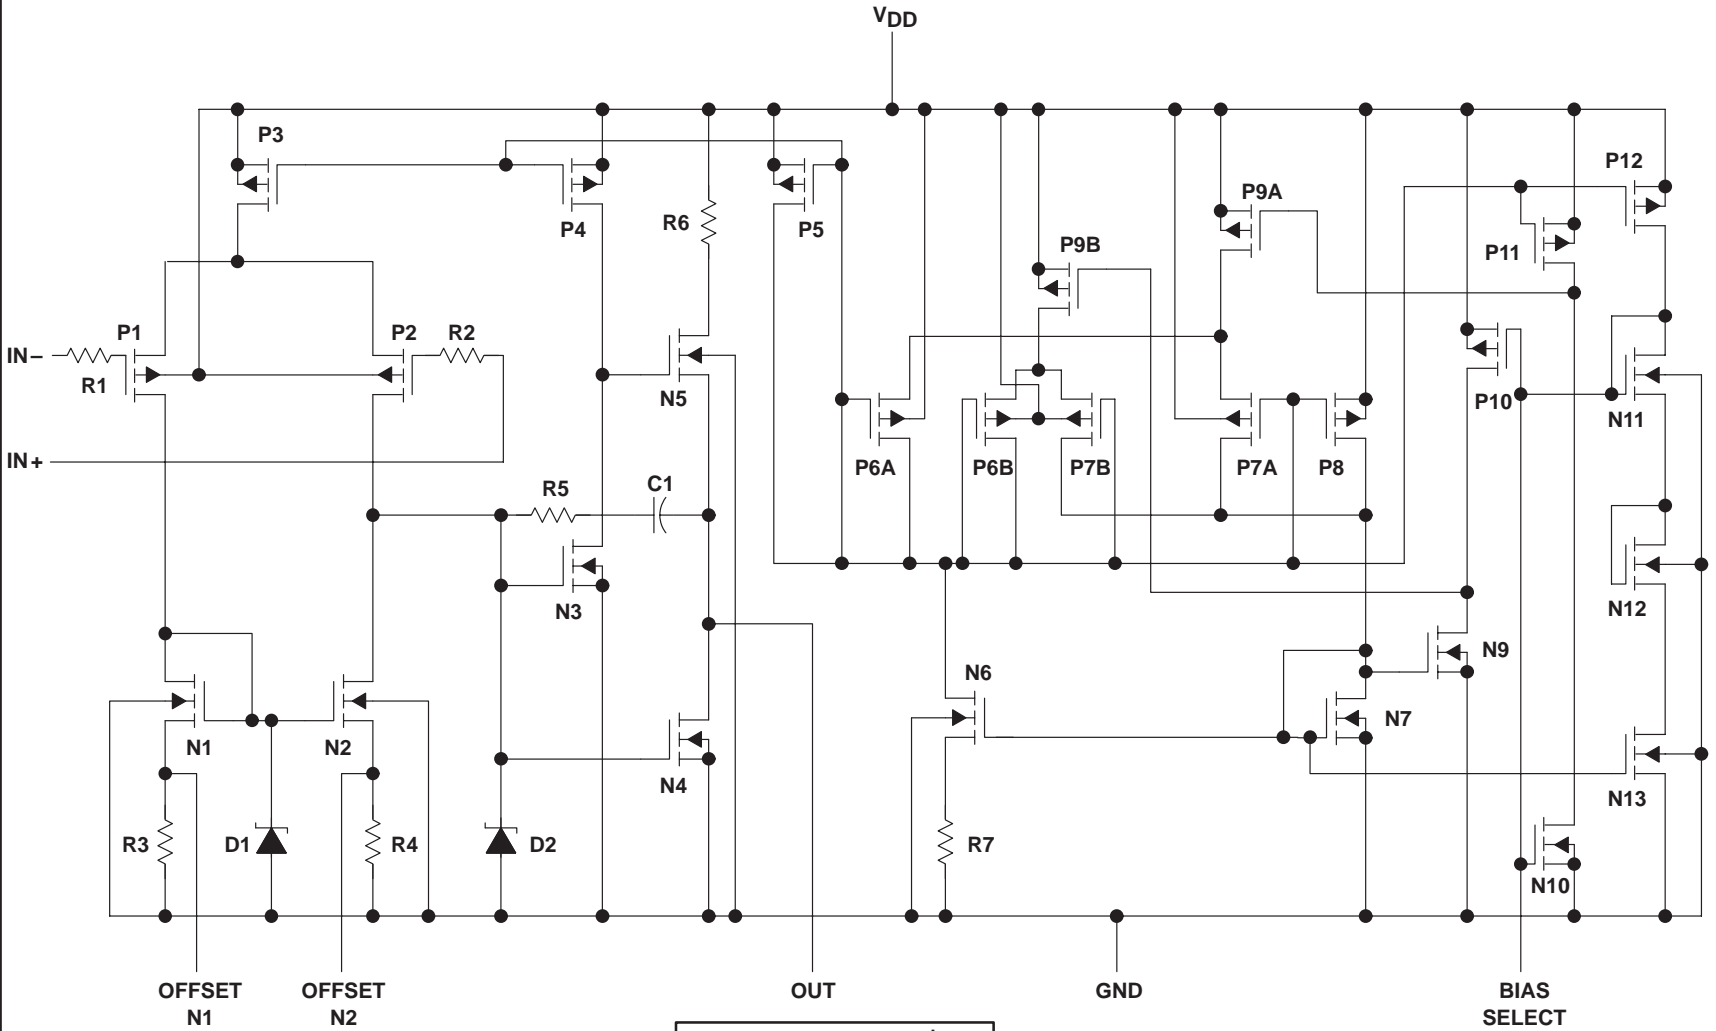 VDD
P3
P12
P4
R6
P5
P9A
P9B
P11
P1
P2
R2
IN−
R1
N5
P10
N11
IN+
P6A
P6B
P7B
P7A
P8
R5
C1
N3
N12
N1
N2
N6
N9
N7
N4
N13
R3
D1
R4
D2
R7
N10
OFFSET
N1
OFFSET
N2
OUT
GND
BIAS
SELECT